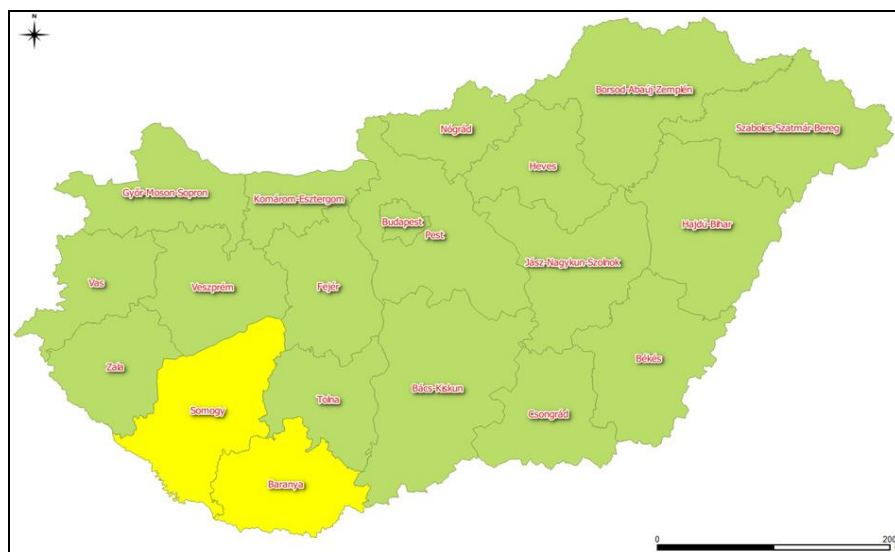 N
Borsod-Abaúj-Zemplén
Nógrád
Szabolcs-Szatmár-Bereg
Heves
Győr-Moson-Sopron
Komárom-Esztergom
Budapest
Pest
Hajdú-Bihar
Jász-Nagykun-Szolnok
Vas
Veszprém
Fejér
Zala
Békés
Bács-Kiskun
Tolna
Somogy
Csongrád
Baranya
0